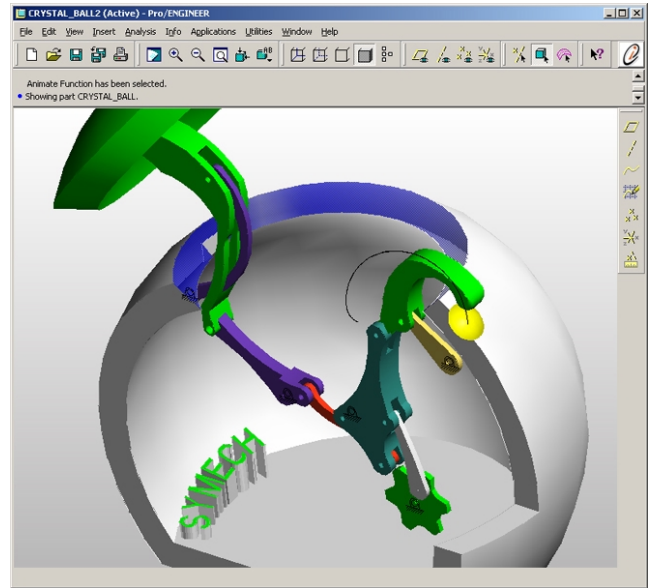 CRYSTAL_BALL2 (Active) - Pro/ENGINEER
File Edit View Insert Analysis Info Applications Utilities Window Help
Animate Function has been selected.
• Showing part CRYSTAL_BALL.
SYMECH